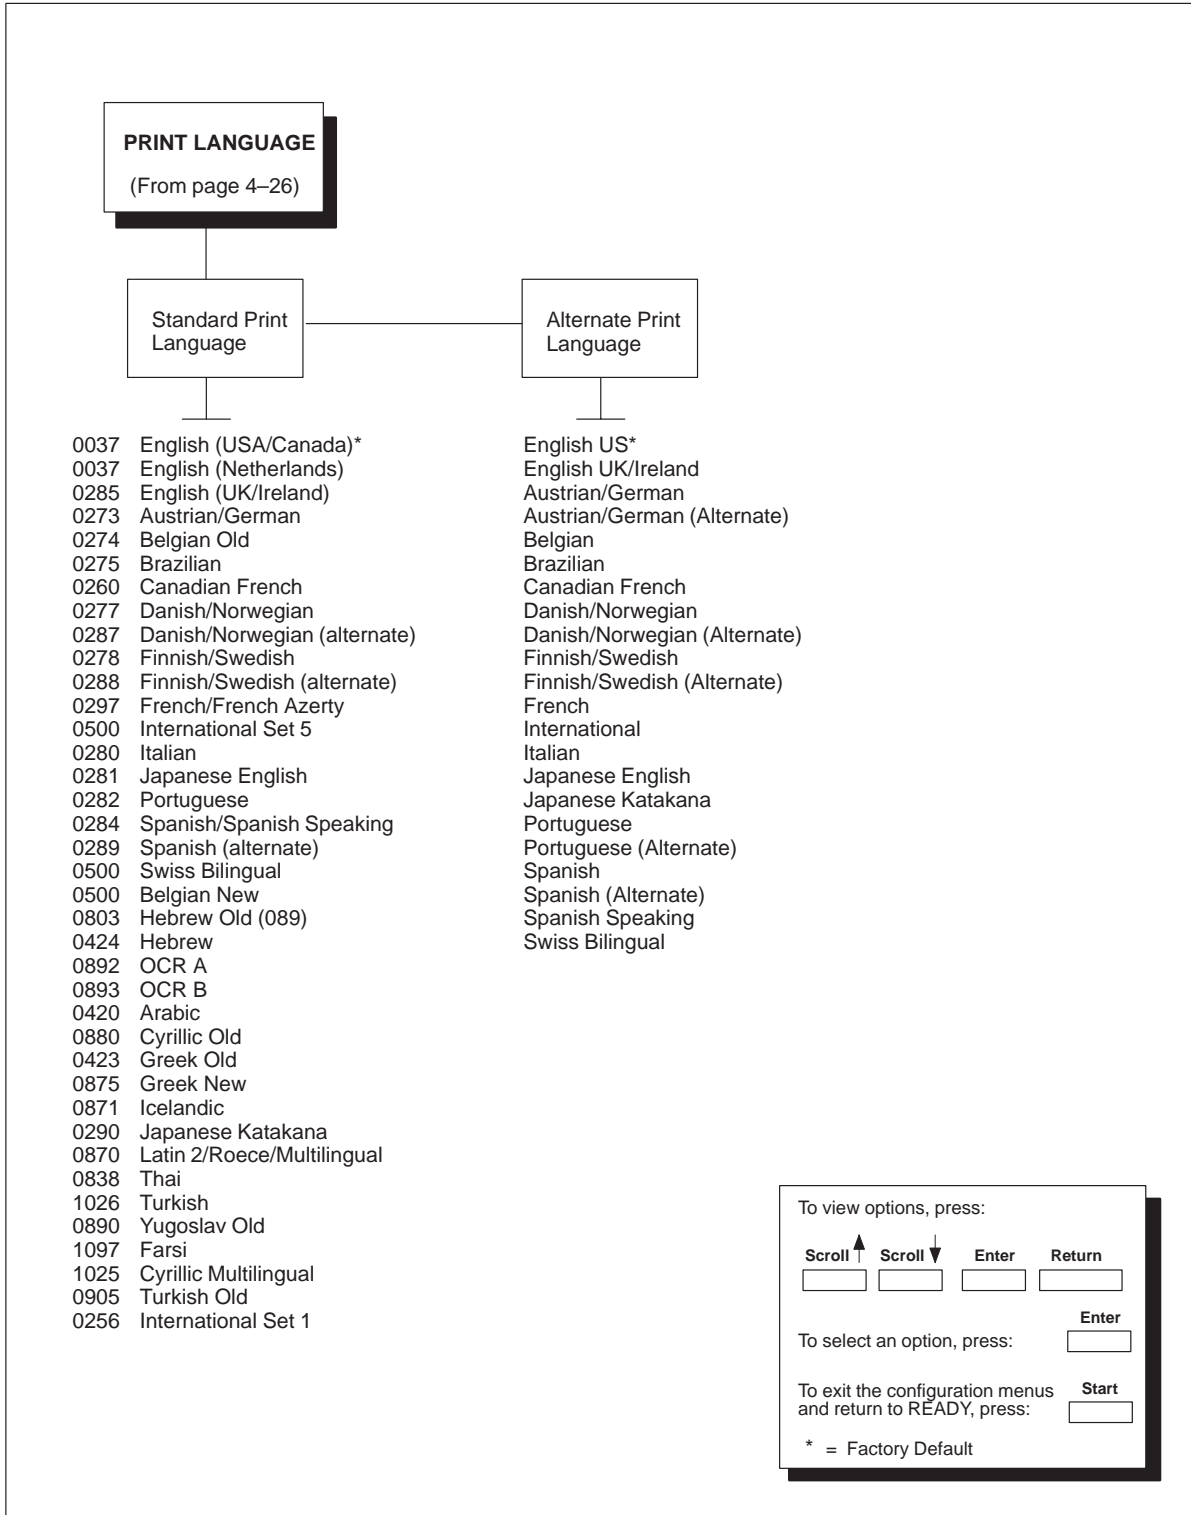 PRINT LANGUAGE
(From page 4–26)
Standard Print
Language
0037 English (USA/Canada)*
0037 English (Netherlands)
0285 English (UK/Ireland)
0273 Austrian/German
0274 Belgian Old
0275 Brazilian
0260 Canadian French
0277 Danish/Norwegian
0287 Danish/Norwegian (alternate)
0278 Finnish/Swedish
0288 Finnish/Swedish (alternate)
0297 French/French Azerty
0500 International Set 5
0280 Italian
0281 Japanese English
0282 Portuguese
0284 Spanish/Spanish Speaking
0289 Spanish (alternate)
0500 Swiss Bilingual
0500 Belgian New
0803 Hebrew Old (089)
0424 Hebrew
0892 OCR A
0893 OCR B
0420 Arabic
0880 Cyrillic Old
0423 Greek Old
0875 Greek New
0871 Icelandic
0290 Japanese Katakana
0870 Latin 2/Roece/Multilingual
0838 Thai
1026 Turkish
0890 Yugoslav Old
1097 Farsi
1025 Cyrillic Multilingual
0905 Turkish Old
0256 International Set 1
Alternate Print
Language
English US*
English UK/Ireland
Austrian/German
Austrian/German (Alternate)
Belgian
Brazilian
Canadian French
Danish/Norwegian
Danish/Norwegian (Alternate)
Finnish/Swedish
Finnish/Swedish (Alternate)
French
International
Italian
Japanese English
Japanese Katakana
Portuguese
Portuguese (Alternate)
Spanish
Spanish (Alternate)
Spanish Speaking
Swiss Bilingual
To view options, press:
Scroll Scroll Enter Return
Enter
To select an option, press:
To exit the configuration menus Start
and return to READY, press:
* = Factory Default